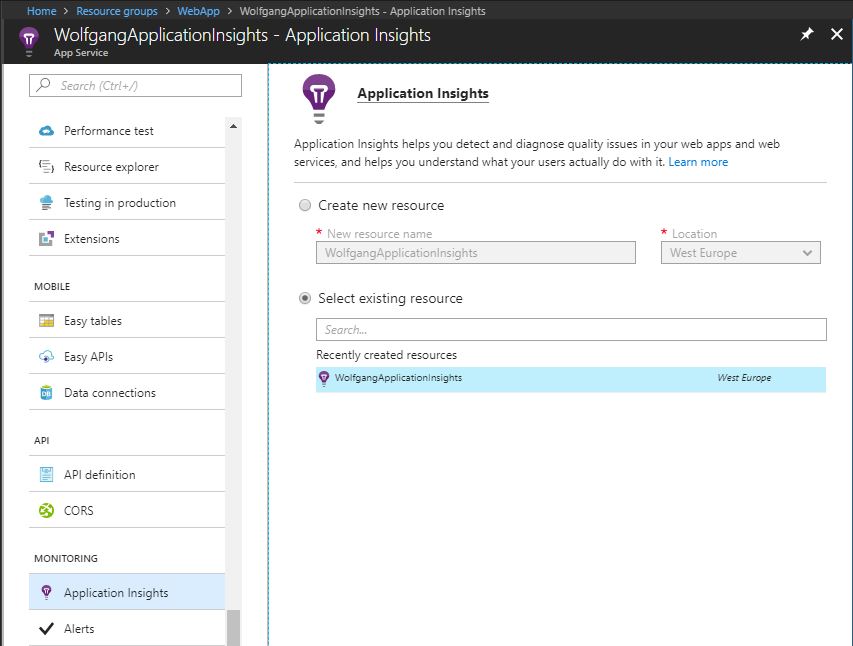 Home > Resource groups > WebApp > WolfgangApplicationInsights - Application Insights
WolfgangApplicationInsights - Application Insights
App Service
Search (Ctrl+/)
Performance test
Resource explorer
Testing in production
Extensions
MOBILE
Easy tables
Easy APIs
DB
Data connections
API
API definition
CORS
MONITORING
Application Insights
Alerts
Application Insights
Application Insights helps you detect and diagnose quality issues in your web apps and web
services, and helps you understand what your users actually do with it. Learn more
Create new resource
* New resource name
WolfgangApplicationInsights
* Location
West Europe
Select existing resource
Search...
Recently created resources
WolfgangApplicationInsights West Europe